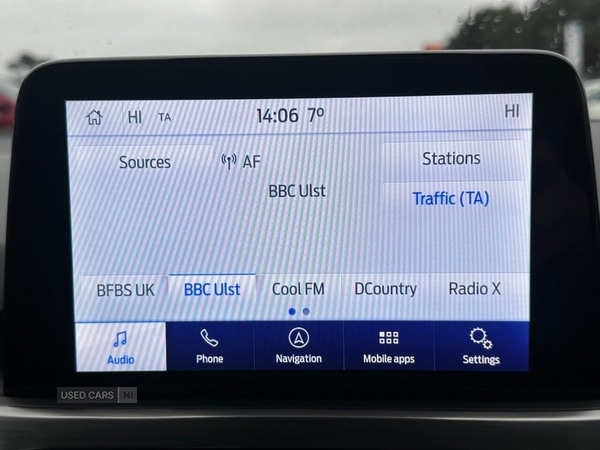 HI TA 14:06 7º HI
Sources AF Stations
BBC Ulst
Traffic (TA)
BFBS UK BBC Ulst Cool FM DCountry Radio X
Audio Phone Navigation Mobile apps Settings
USED CARS NI